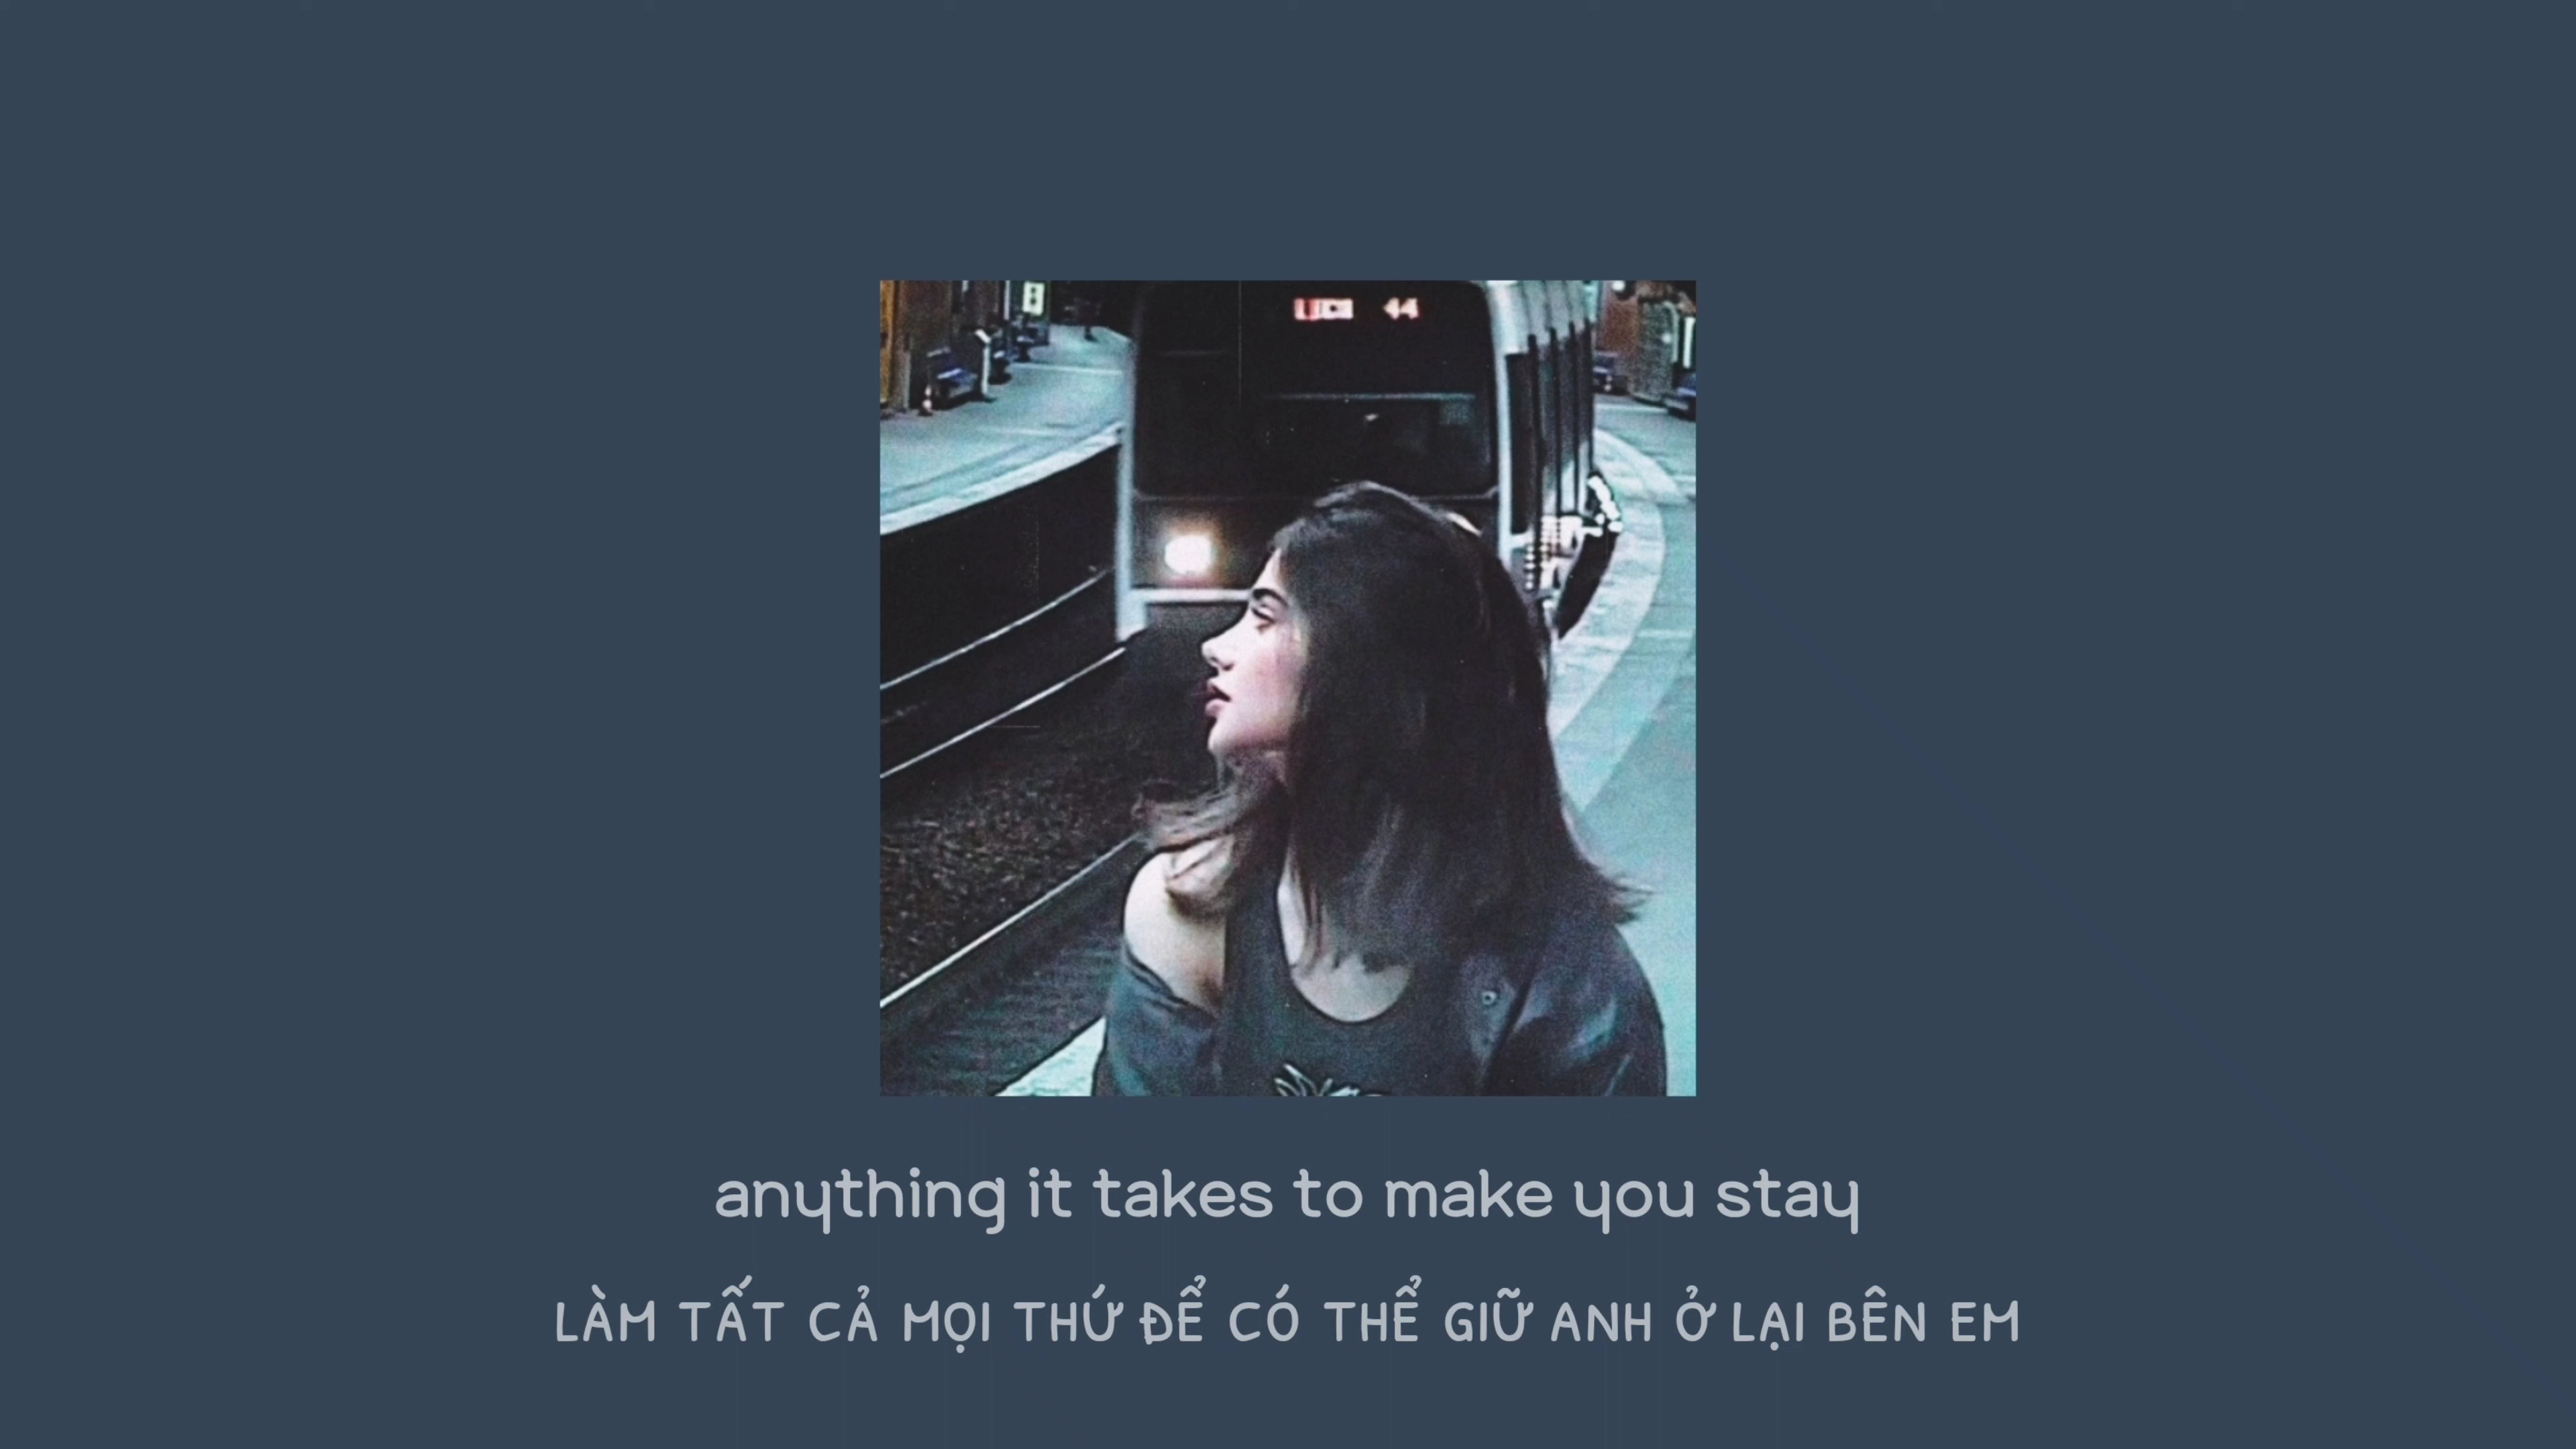 44
anything it takes to make you stay
LÀM TẤT CẢ MỌI THỨ ĐỂ CÓ THỂ GIỮ ANH Ở LẠI BÊN EM